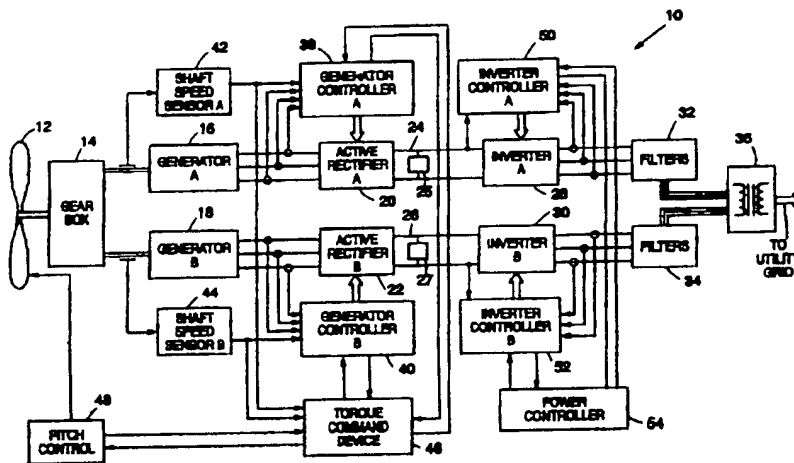 10
42
SHAFT
SPEED
SENSOR A
38
GENERATOR
CONTROLLER
A
50
INVERTER
CONTROLLER
A
12
14
GEAR
BOX
16
GENERATOR
A
ACTIVE
RECTIFIER
A
20
24
25
INVERTER
A
28
32
FILTERS
36
TO
UTILITY
GRID
18
GENERATOR
B
ACTIVE
RECTIFIER
B
22
26
27
30
INVERTER
B
FILTERS
34
44
SHAFT
SPEED
SENSOR B
GENERATOR
CONTROLLER
B
40
INVERTER
CONTROLLER
B
52
48
PITCH
CONTROL
TORQUE
COMMAND
DEVICE
46
POWER
CONTROLLER
54